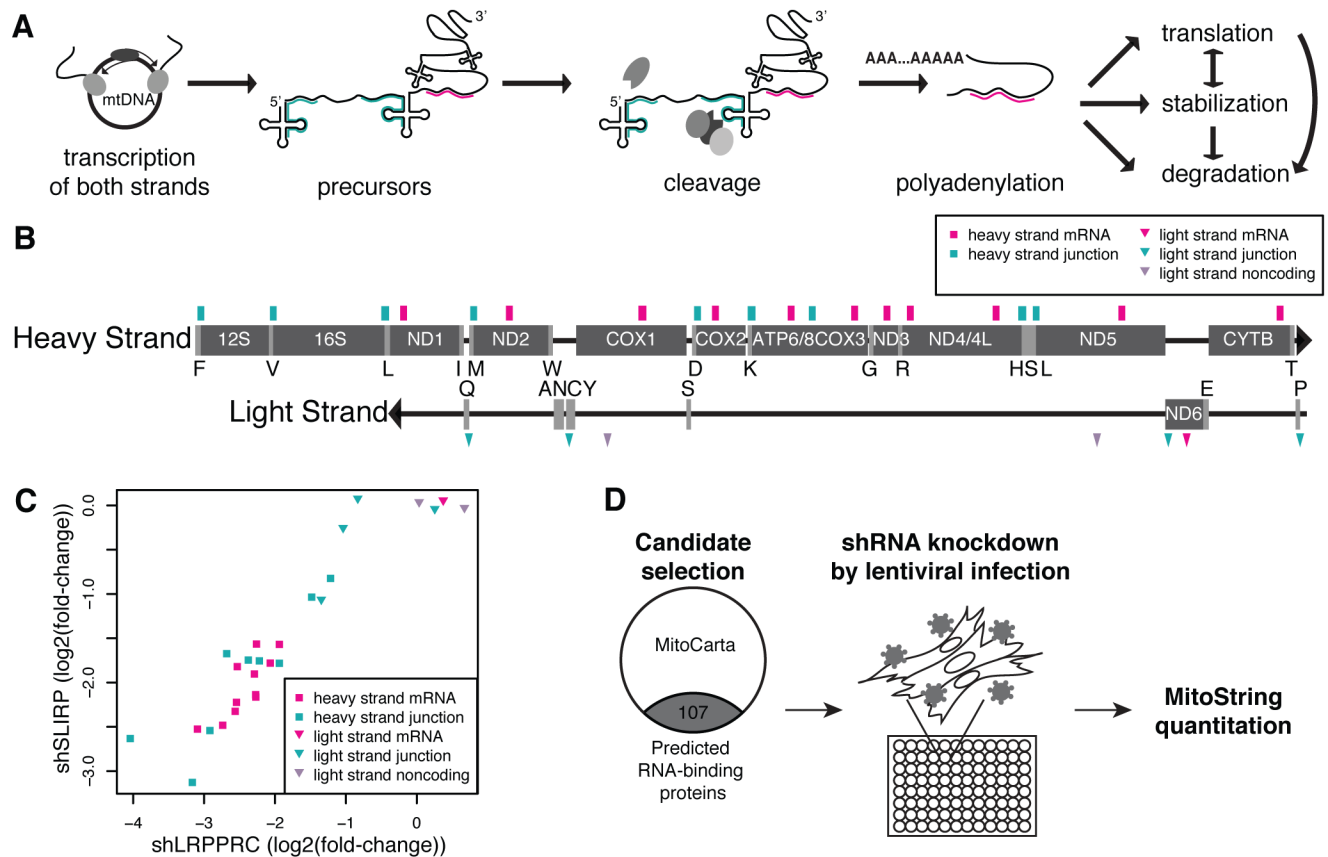 A
mtDNA
transcription
of both strands
5'
3'
precursors
5'
3'
cleavage
AAA...AAAAA
polyadenylation
translation
stabilization
degradation
B
heavy strand mRNA
heavy strand junction
light strand mRNA
light strand junction
light strand noncoding
Heavy Strand
12S 16S ND1 ND2 COX1 COX2 ATP6/8 COX3 ND3 ND4/4L ND5 CYTB
F V L I M W D K G R H S L T
Q A N C Y S E P
Light Strand
ND6
C
shSLIRP (log2(fold-change))
0.0
-1.0
-2.0
-3.0
heavy strand mRNA
heavy strand junction
light strand mRNA
light strand junction
light strand noncoding
-4 -3 -2 -1 0
shLRPPRC (log2(fold-change))
D
Candidate
selection
MitoCarta
107
Predicted
RNA-binding
proteins
shRNA knockdown
by lentiviral infection
MitoString
quantitation